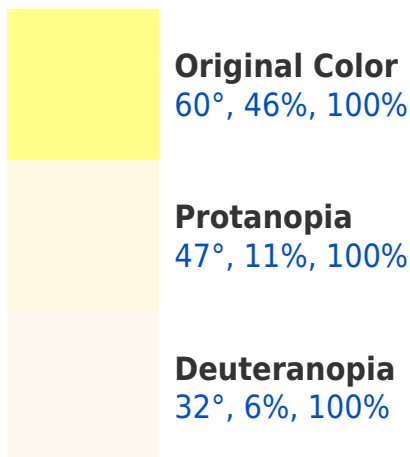 Original Color
60°, 46%, 100%
Protanopia
47°, 11%, 100%
Deuteranopia
32°, 6%, 100%